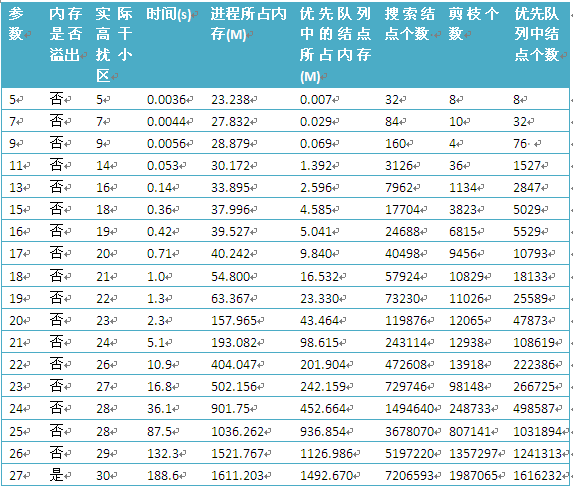 参数 内存是否溢出 实际高干扰小区 时间(s) 进程所占内存(M) 优先队列中的结点所占内存(M) 搜索结点个数 剪枝个数 优先队列中结点个数
5 否 5 0.0036 23.238 0.007 32 8 8
7 否 7 0.0044 27.832 0.029 84 10 32
9 否 9 0.0056 28.879 0.069 160 4 76
11 否 14 0.053 30.172 1.392 3126 36 1527
13 否 16 0.14 33.895 2.596 7962 1134 2847
15 否 18 0.36 37.996 4.585 17704 3823 5029
16 否 19 0.42 39.527 5.041 24688 6815 5529
17 否 20 0.71 40.242 9.840 40498 9456 10793
18 否 21 1.0 54.800 16.532 57924 10829 18133
19 否 22 1.3 63.367 23.330 73230 11026 25589
20 否 23 2.3 157.965 43.464 119876 12065 47873
21 否 24 5.1 193.082 98.615 243114 12938 108619
22 否 26 10.9 404.047 201.904 472608 13918 222386
23 否 27 16.8 502.156 242.159 729746 98148 266725
24 否 28 36.1 901.75 452.664 1494640 248733 498587
25 否 28 87.5 1036.262 936.854 3678070 807141 1031894
26 否 29 132.3 1521.767 1126.986 5197220 1357297 1241313
27 是 30 188.6 1611.203 1492.670 7206593 1987065 1616232